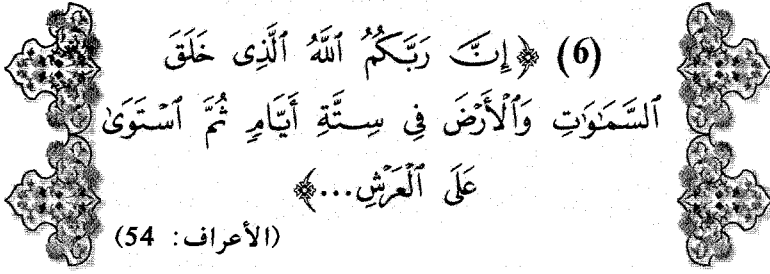 (6) ﴿إِنَّ رَبَّكُمُ ٱللَّهُ ٱلَّذِى خَلَقَ
ٱلسَّمَٰوَٰتِ وَٱلْأَرْضَ فِى سِتَّةِ أَيَّامٍ ثُمَّ ٱسْتَوَىٰ
عَلَى ٱلْعَرْشِ...﴾
(الأعراف: 54)